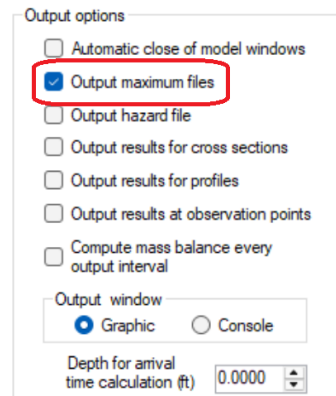 Output options
Automatic close of model windows
Output maximum files
Output hazard file
Output results for cross sections
Output results for profiles
Output results at observation points
Compute mass balance every
output interval
Output window
Graphic Console
Depth for arrival
time calculation (ft) 0.0000